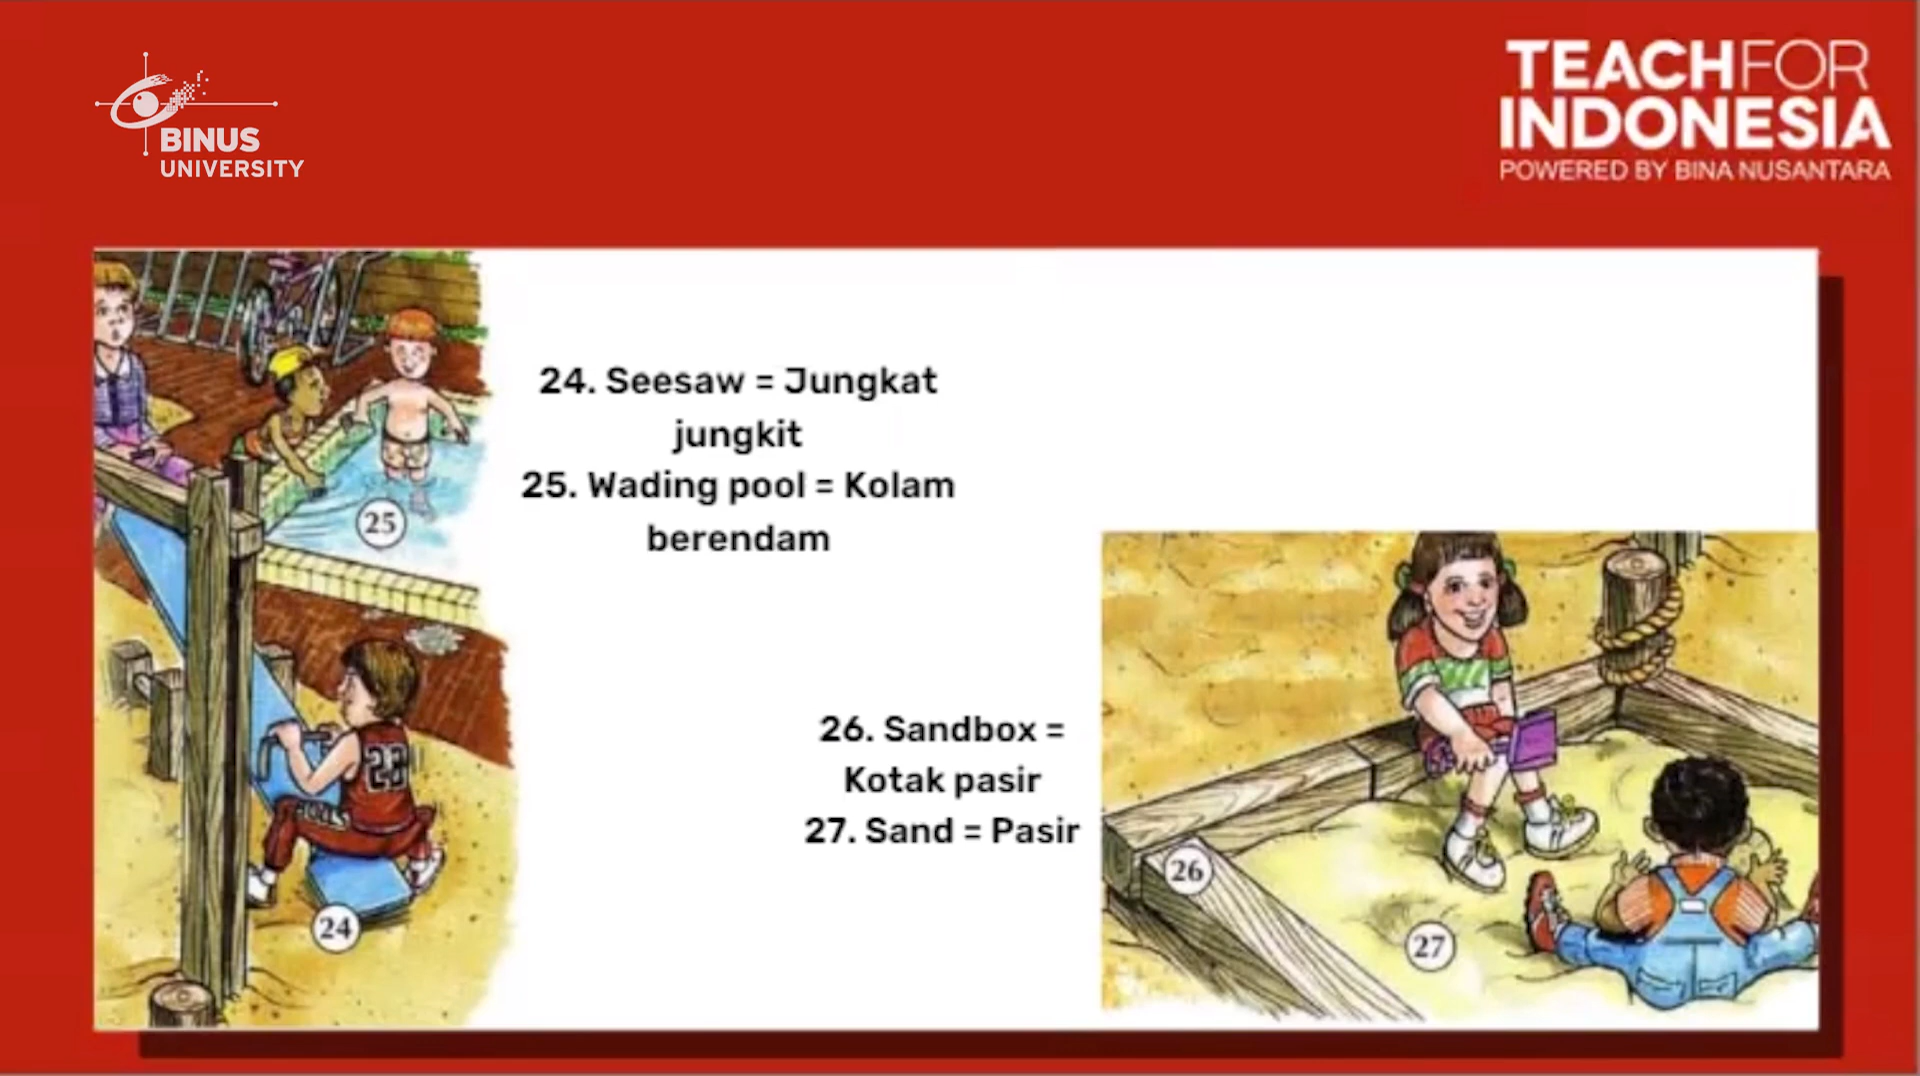 BINUS
UNIVERSITY
TEACHFOR
INDONESIA
POWERED BY BINA NUSANTARA
24. Seesaw = Jungkat
jungkit
25. Wading pool = Kolam
berendam
25
23
24
26. Sandbox =
Kotak pasir
27. Sand = Pasir
26
27